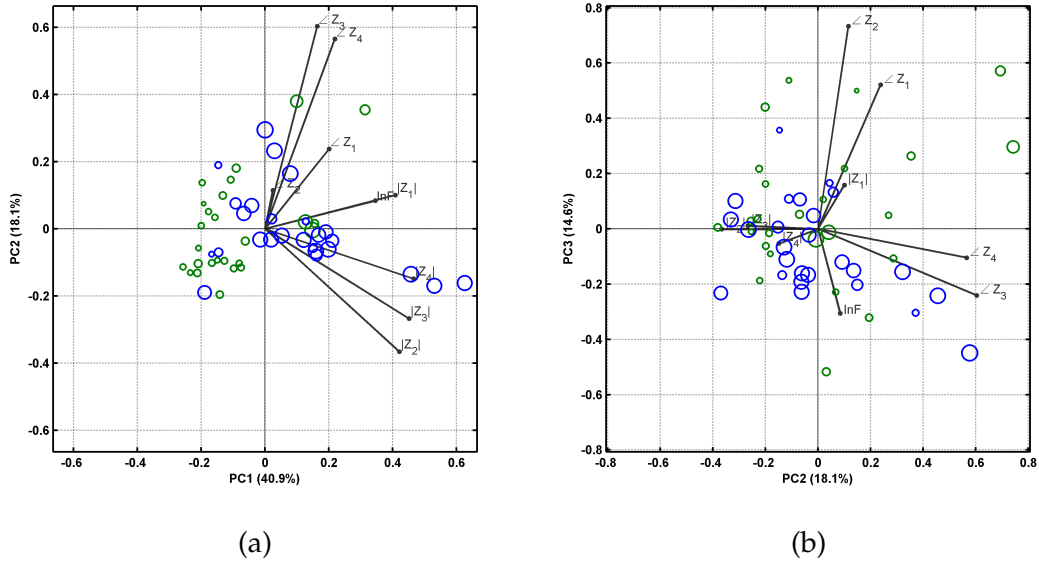 0.6
0.4
0.2
0
-0.2
-0.4
-0.6
PC2 (18.1%)
∠ Z3
∠ Z4
∠ Z1
∠ Z2
InF
|Z1|
|Z4|
|Z3|
|Z2|
-0.6 -0.4 -0.2 0 0.2 0.4 0.6
PC1 (40.9%)
(a)
0.8
0.6
0.4
0.2
0
-0.2
-0.4
-0.6
-0.8
PC3 (14.6%)
∠ Z2
∠ Z1
|Z1|
|Z2|
|Z3|
|Z4|
∠ Z4
∠ Z3
InF
-0.8 -0.6 -0.4 -0.2 0 0.2 0.4 0.6 0.8
PC2 (18.1%)
(b)